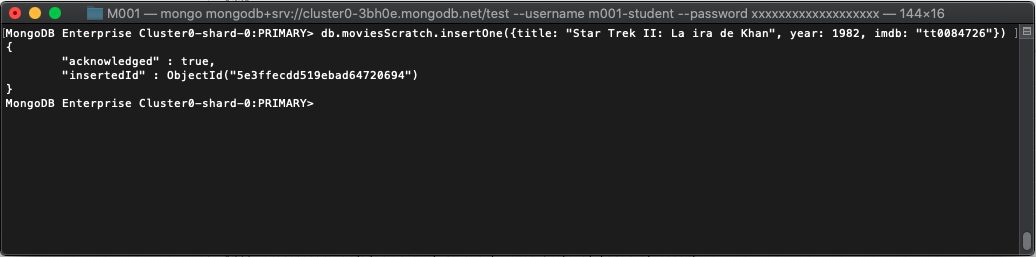 M001 — mongo mongodb+srv://cluster0-3bh0e.mongodb.net/test --username m001-student --password xxxxxxxxxxxxxxxxxxx — 144×16
[MongoDB Enterprise Cluster0-shard-0:PRIMARY> db.moviesScratch.insertOne({title: "Star Trek II: La ira de Khan", year: 1982, imdb: "tt0084726"}) ]
{
"acknowledged" : true,
"insertedId" : ObjectId("5e3ffecdd519ebad64720694")
}
MongoDB Enterprise Cluster0-shard-0:PRIMARY>